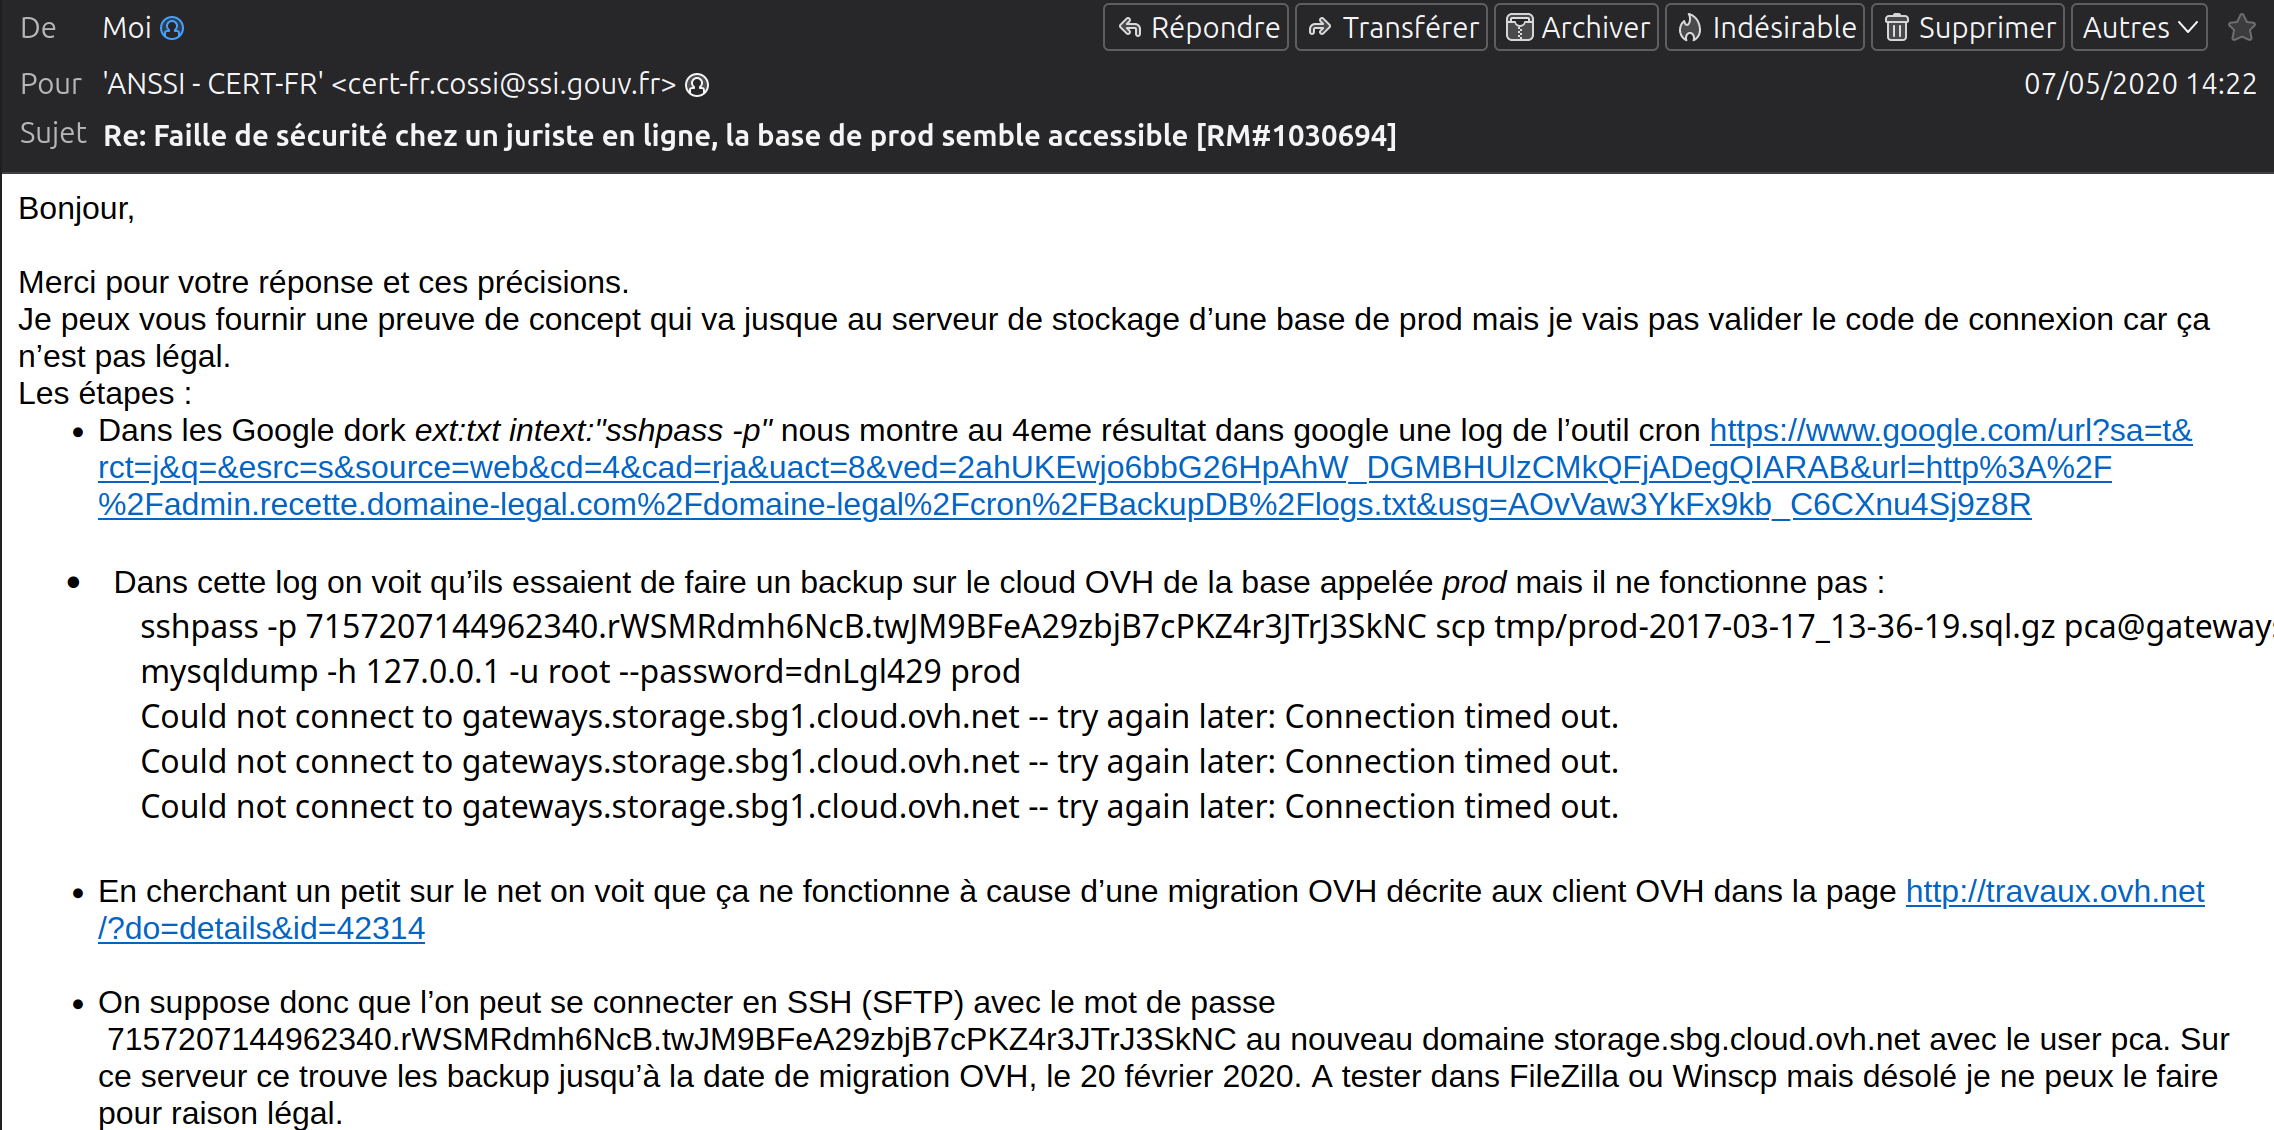 De Moi Répondre Transférer Archiver Indésirable Supprimer Autres
Pour 'ANSSI - CERT-FR' <cert-fr.cossi@ssi.gouv.fr> 07/05/2020 14:22
Sujet Re: Faille de sécurité chez un juriste en ligne, la base de prod semble accessible [RM#1030694]
Bonjour,
Merci pour votre réponse et ces précisions.
Je peux vous fournir une preuve de concept qui va jusque au serveur de stockage d’une base de prod mais je vais pas valider le code de connexion car ça
n’est pas légal.
Les étapes :
• Dans les Google dork ext:txt intext:"sshpass -p" nous montre au 4eme résultat dans google une log de l’outil cron https://www.google.com/url?sa=t&
rct=j&q=&esrc=s&source=web&cd=4&cad=rja&uact=8&ved=2ahUKEwjo6bbG26HpAhW_DGMBHUlzCMkQFjADegQIARAB&url=http%3A%2F
%2Fadmin.recette.domaine-legal.com%2Fdomaine-legal%2Fcron%2FBackupDB%2Flogs.txt&usg=AOvVaw3YkFx9kb_C6CXnu4Sj9z8R
• Dans cette log on voit qu’ils essaient de faire un backup sur le cloud OVH de la base appelée prod mais il ne fonctionne pas :
sshpass -p 7157207144962340.rWSMRdmh6NcB.twJM9BFeA29zbjB7cPKZ4r3JTrJ3SkNC scp tmp/prod-2017-03-17_13-36-19.sql.gz pca@gateways
mysqldump -h 127.0.0.1 -u root --password=dnLgl429 prod
Could not connect to gateways.storage.sbg1.cloud.ovh.net -- try again later: Connection timed out.
Could not connect to gateways.storage.sbg1.cloud.ovh.net -- try again later: Connection timed out.
Could not connect to gateways.storage.sbg1.cloud.ovh.net -- try again later: Connection timed out.
• En cherchant un petit sur le net on voit que ça ne fonctionne à cause d’une migration OVH décrite aux client OVH dans la page http://travaux.ovh.net
/?do=details&id=42314
• On suppose donc que l’on peut se connecter en SSH (SFTP) avec le mot de passe
7157207144962340.rWSMRdmh6NcB.twJM9BFeA29zbjB7cPKZ4r3JTrJ3SkNC au nouveau domaine storage.sbg.cloud.ovh.net avec le user pca. Sur
ce serveur ce trouve les backup jusqu’à la date de migration OVH, le 20 février 2020. A tester dans FileZilla ou Winscp mais désolé je ne peux le faire
pour raison légal.